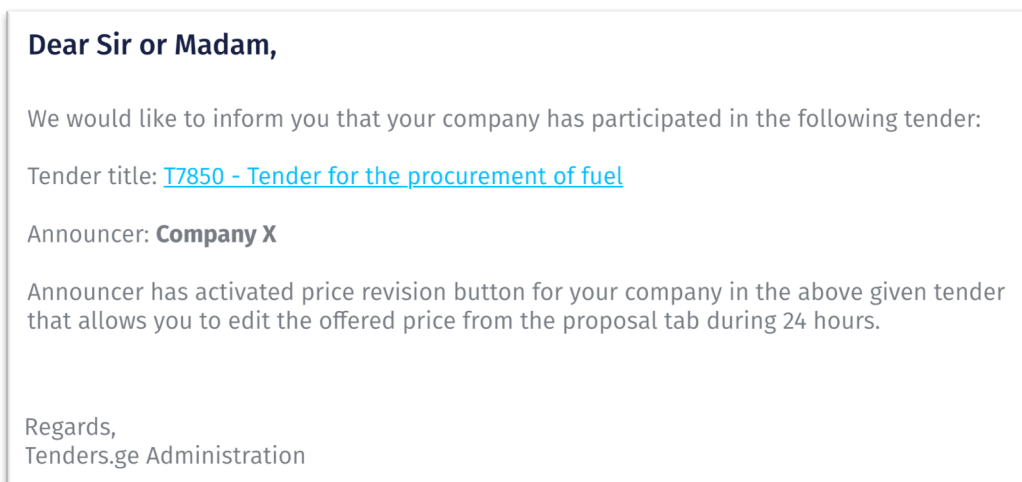 Dear Sir or Madam,
We would like to inform you that your company has participated in the following tender:
Tender title: T7850 - Tender for the procurement of fuel
Announcer: Company X
Announcer has activated price revision button for your company in the above given tender
that allows you to edit the offered price from the proposal tab during 24 hours.
Regards,
Tenders.ge Administration